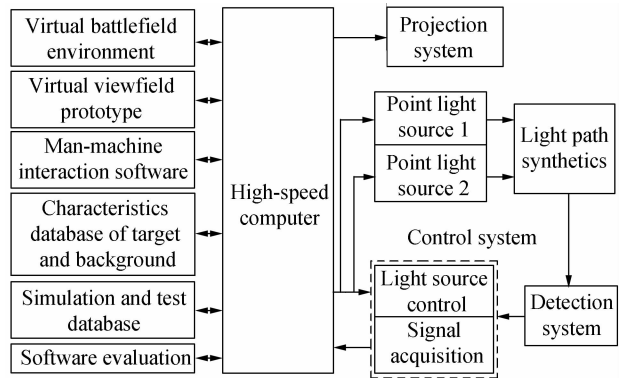 Virtual battlefield
environment
Virtual viewfield
prototype
Man-machine
interaction software
Characteristics
database of target
and background
Simulation and test
database
Software evaluation
High-speed
computer
Projection
system
Point light
source 1
Point light
source 2
Light path
synthetics
Control system
Light source
control
Signal
acquisition
Detection
system